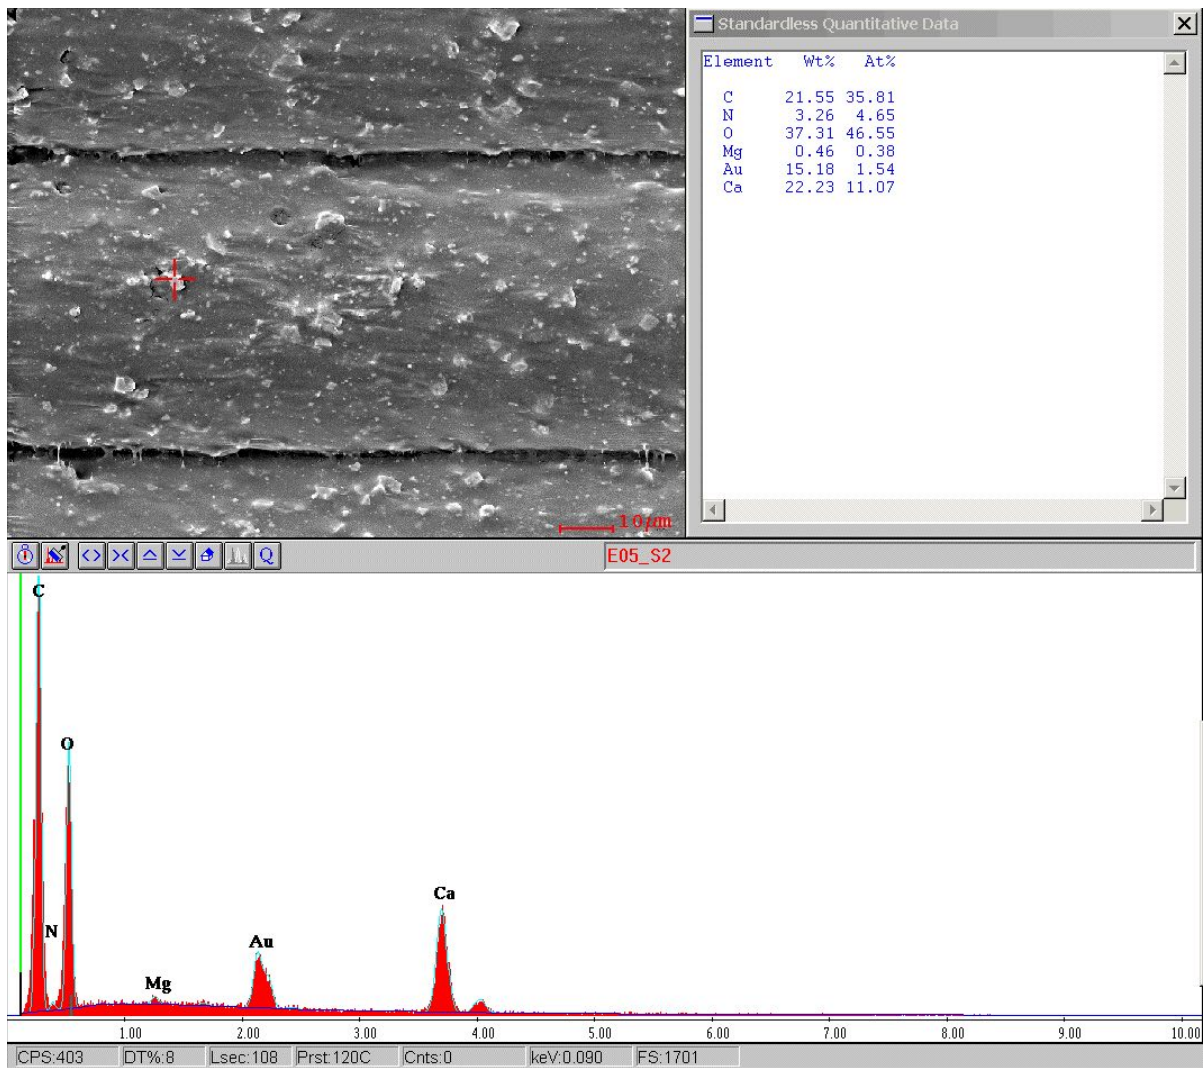 Standardless Quantitative Data
Element Wt% At%
C 21.55 35.81
N 3.26 4.65
O 37.31 46.55
Mg 0.46 0.38
Au 15.18 1.54
Ca 22.23 11.07
10µm
Q
E05_S2
C
O
N
Mg
Au
Ca
1.00 2.00 3.00 4.00 5.00 6.00 7.00 8.00 9.00 10.00
CPS:403 DT%:8 Lsec:108 Prst:120C Cnts:0 keV:0.090 FS:1701